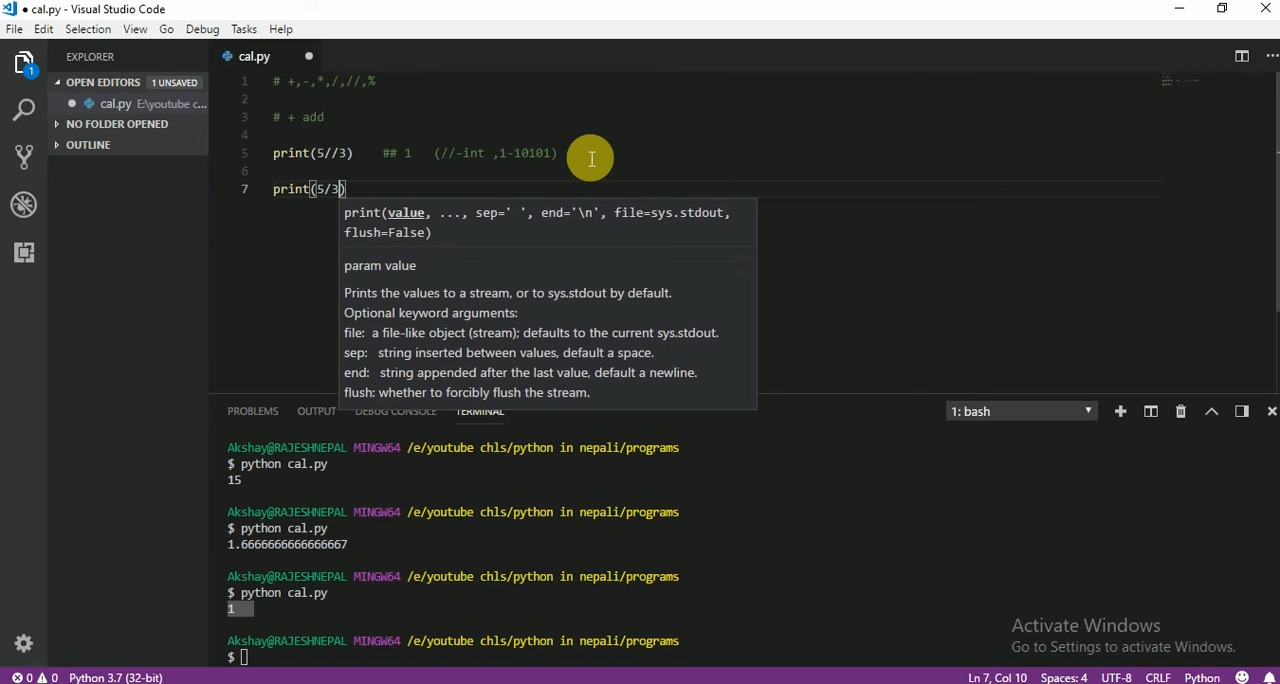 ● cal.py - Visual Studio Code
File Edit Selection View Go Debug Tasks Help
EXPLORER
cal.py
OPEN EDITORS 1 UNSAVED
cal.py E:\youtube c...
NO FOLDER OPENED
OUTLINE
1
1 # +,-,*,/,//,%
2
3 # + add
4
5 print(5//3) ## 1 (//-int ,1-10101)
6
7 print(5/3)
print(value, ..., sep=' ', end='\n', file=sys.stdout,
flush=False)
param value
Prints the values to a stream, or to sys.stdout by default.
Optional keyword arguments:
file: a file-like object (stream); defaults to the current sys.stdout.
sep: string inserted between values, default a space.
end: string appended after the last value, default a newline.
flush: whether to forcibly flush the stream.
PROBLEMS OUTPUT DEBUG CONSOLE TERMINAL
1: bash
Akshay@RAJESHNEPAL MINGW64 /e/youtube chls/python in nepali/programs
$ python cal.py
15
Akshay@RAJESHNEPAL MINGW64 /e/youtube chls/python in nepali/programs
$ python cal.py
1.6666666666666667
Akshay@RAJESHNEPAL MINGW64 /e/youtube chls/python in nepali/programs
$ python cal.py
1
Akshay@RAJESHNEPAL MINGW64 /e/youtube chls/python in nepali/programs
$
Activate Windows
Go to Settings to activate Windows.
0 0 Python 3.7 (32-bit)
Ln 7, Col 10 Spaces: 4 UTF-8 CRLF Python